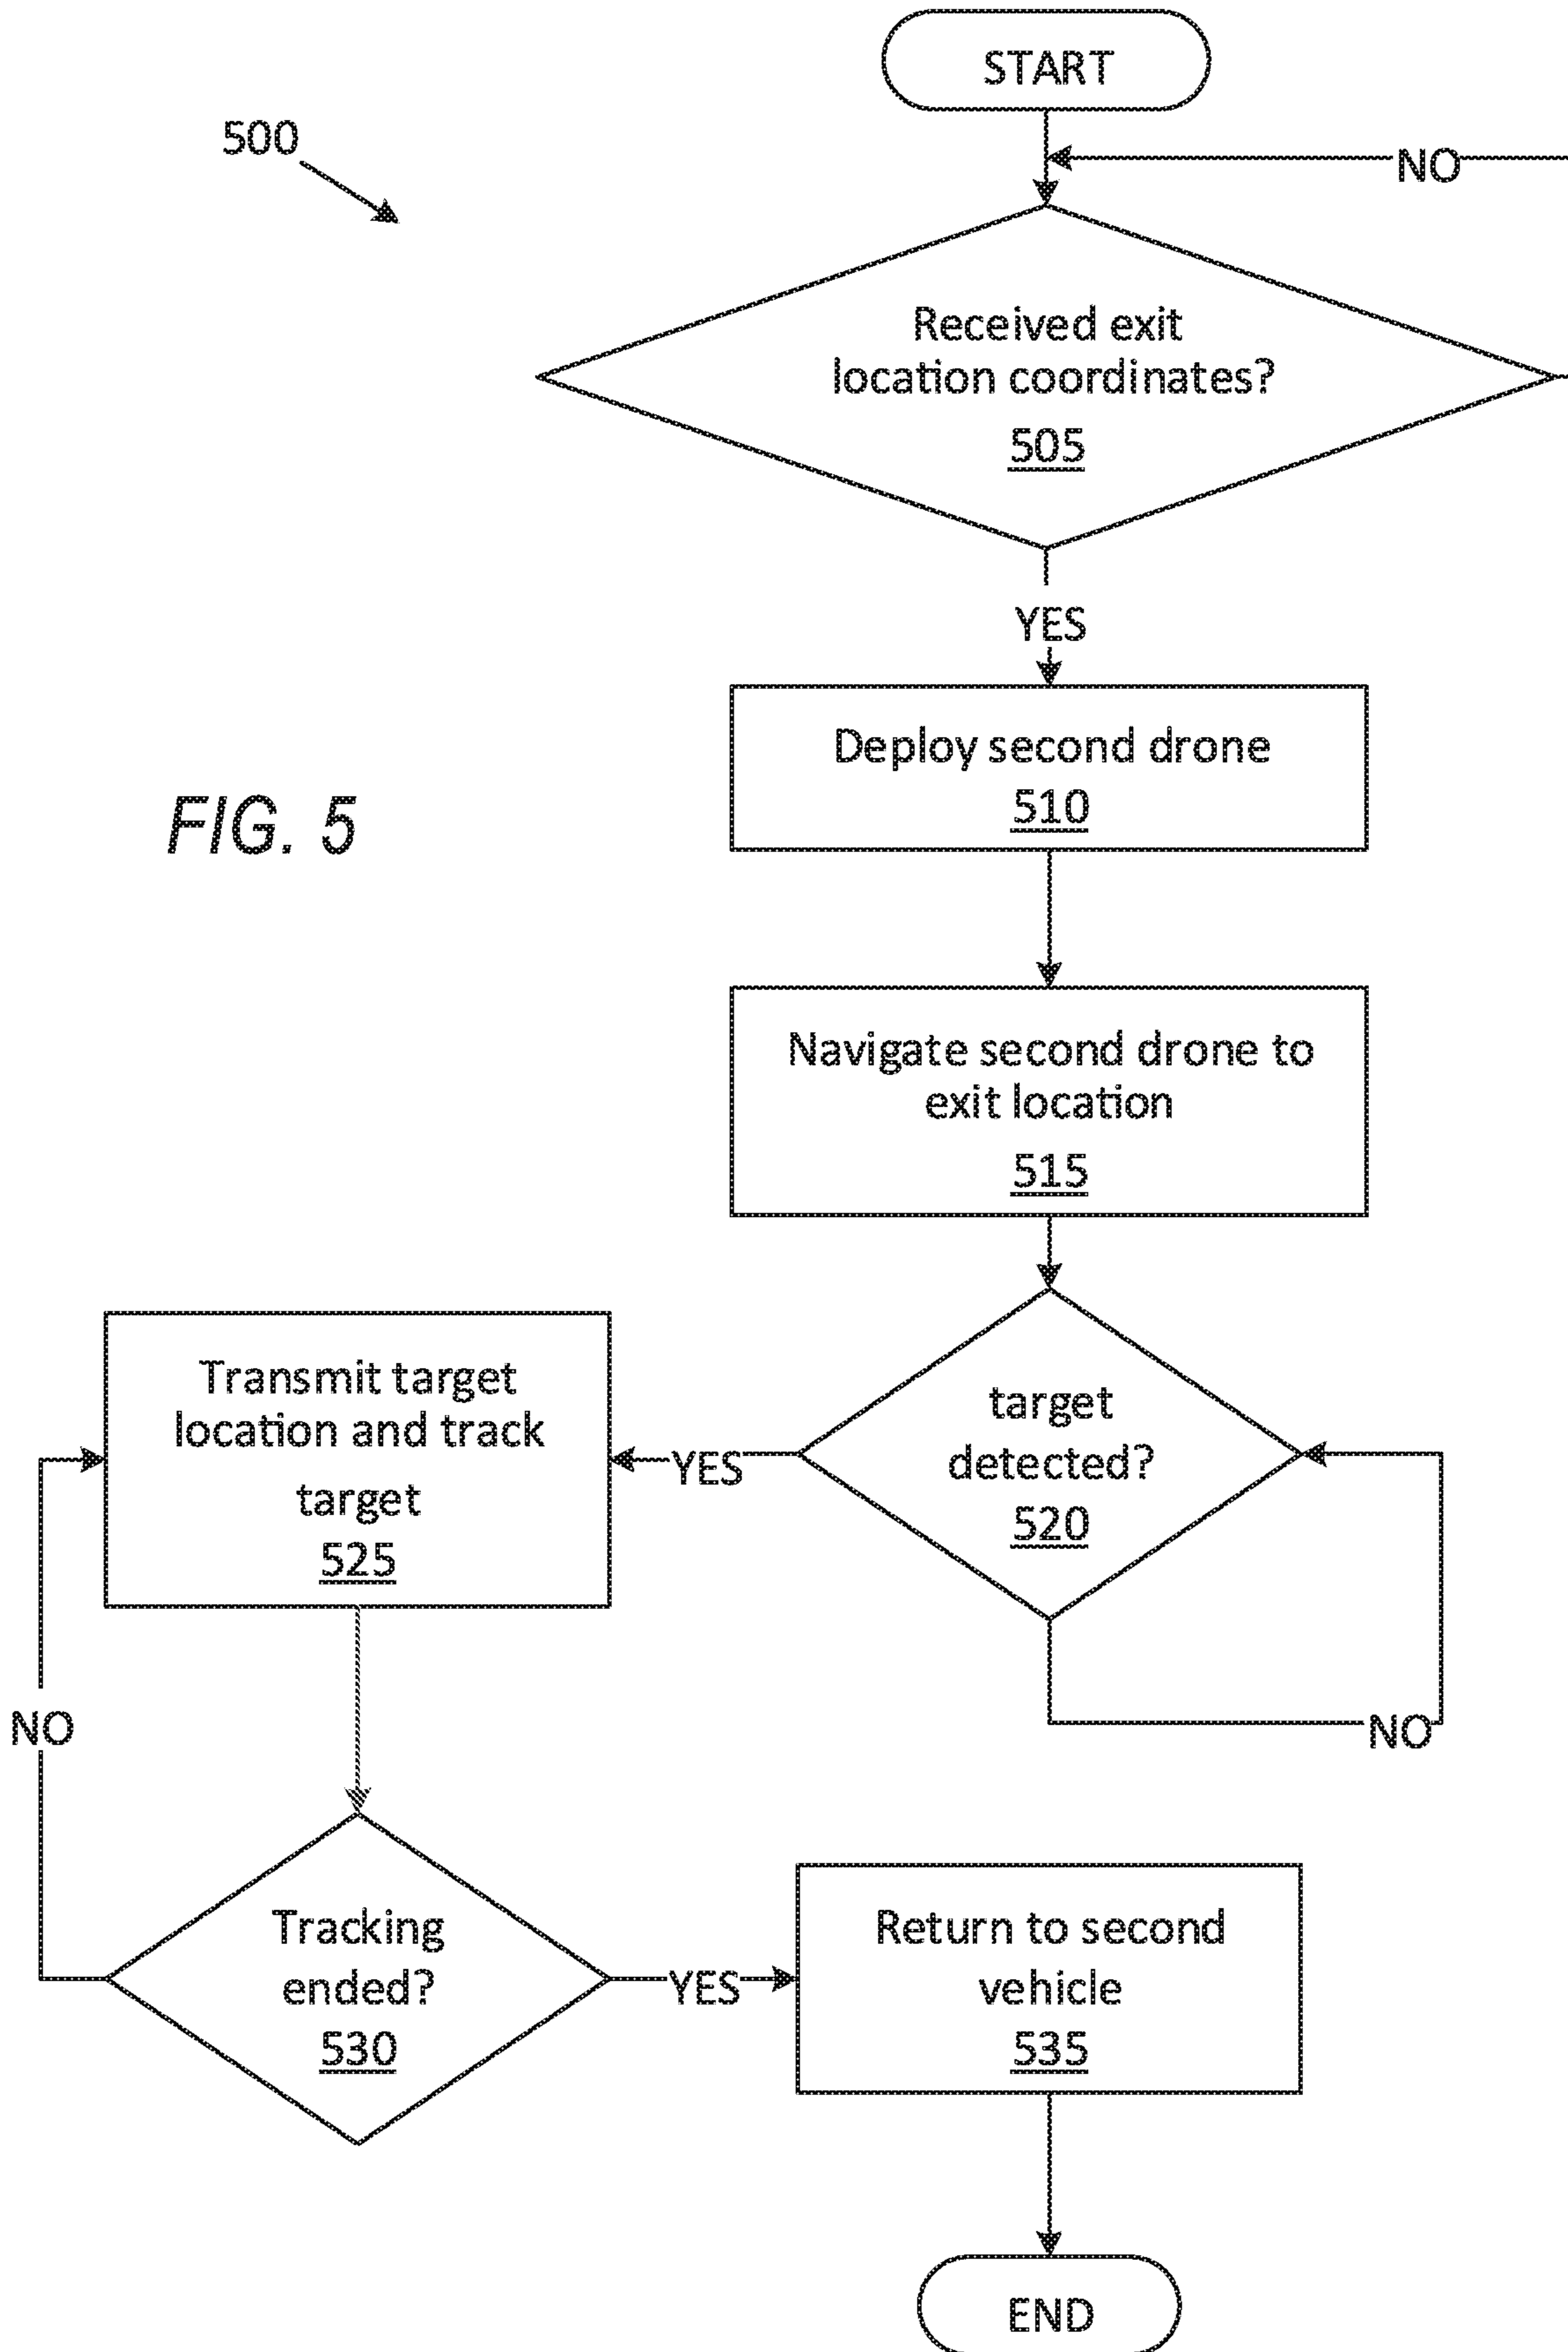 START
500
NO
Received exit
location coordinates?
505
YES
Deploy second drone
510
FIG. 5
Navigate second drone to
exit location
515
Transmit target
location and track
target
525
YES
target
detected?
520
NO
NO
Tracking
ended?
530
YES
Return to second
vehicle
535
END